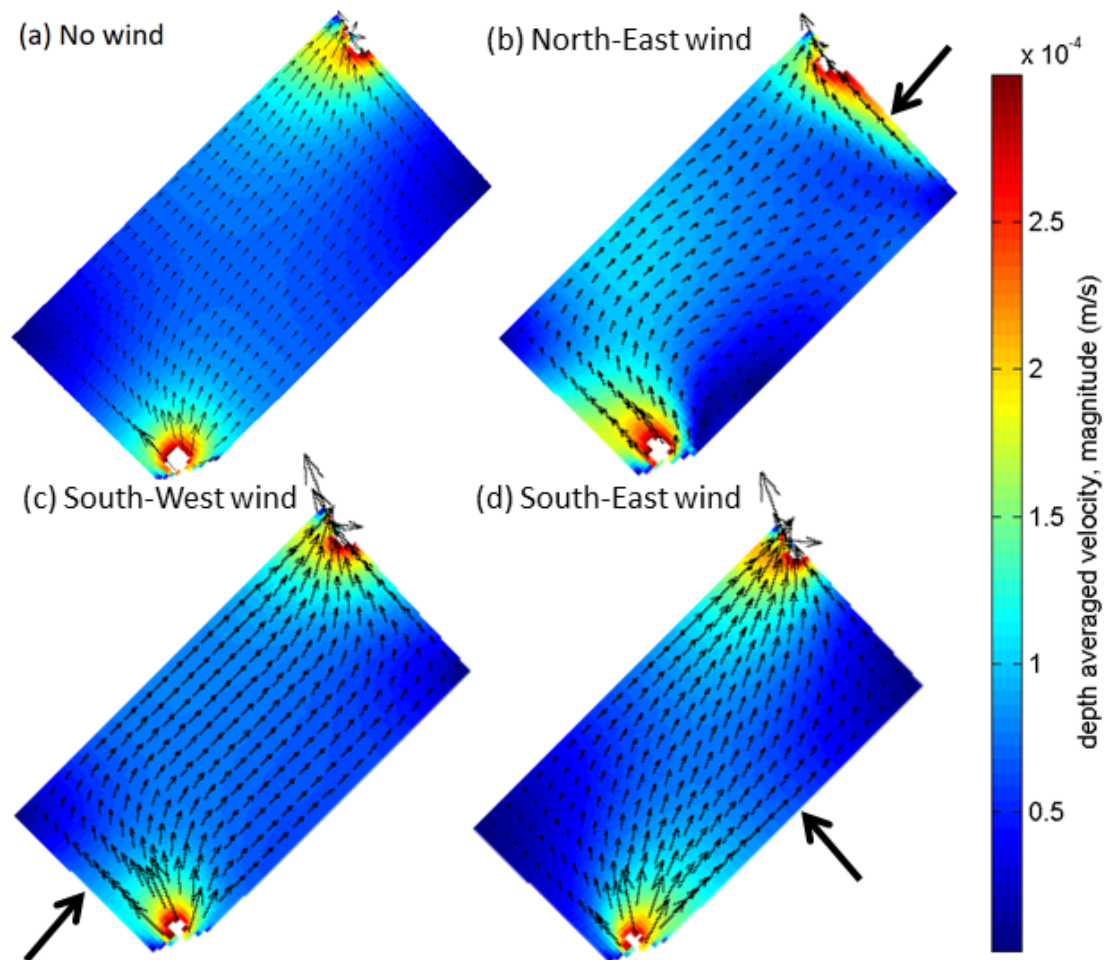 (a) No wind
(b) North-East wind
x 10-4
2.5
2
1.5
1
0.5
depth averaged velocity, magnitude (m/s)
(c) South-West wind
(d) South-East wind